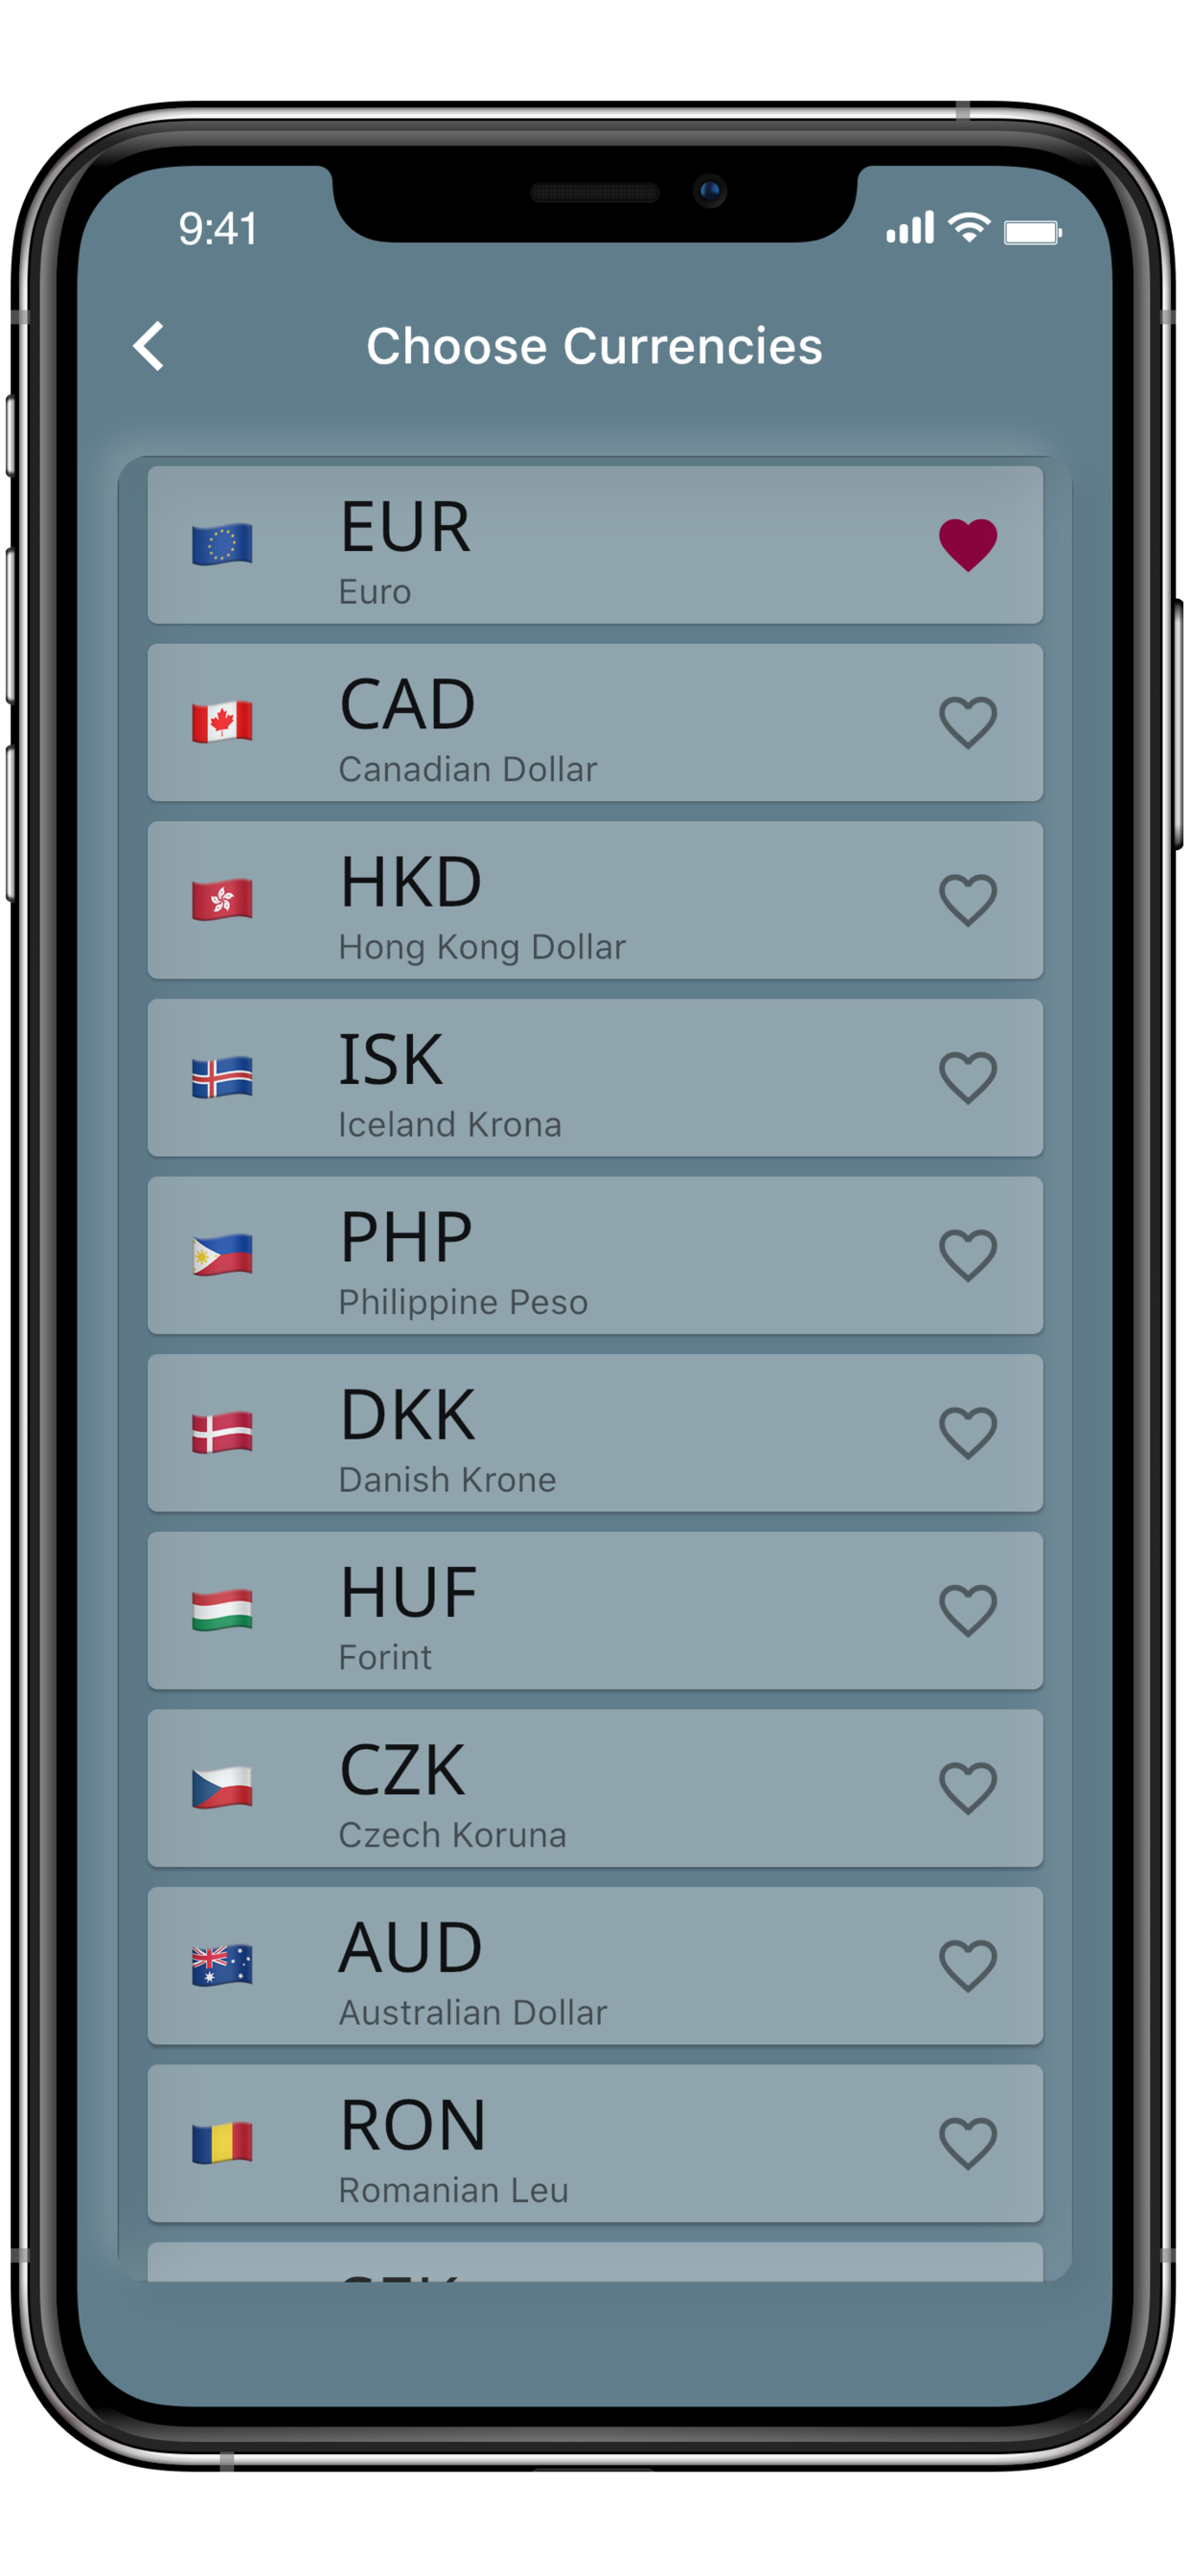 9:41
Choose Currencies
EUR
Euro
CAD
Canadian Dollar
HKD
Hong Kong Dollar
ISK
Iceland Krona
PHP
Philippine Peso
DKK
Danish Krone
HUF
Forint
CZK
Czech Koruna
AUD
Australian Dollar
RON
Romanian Leu